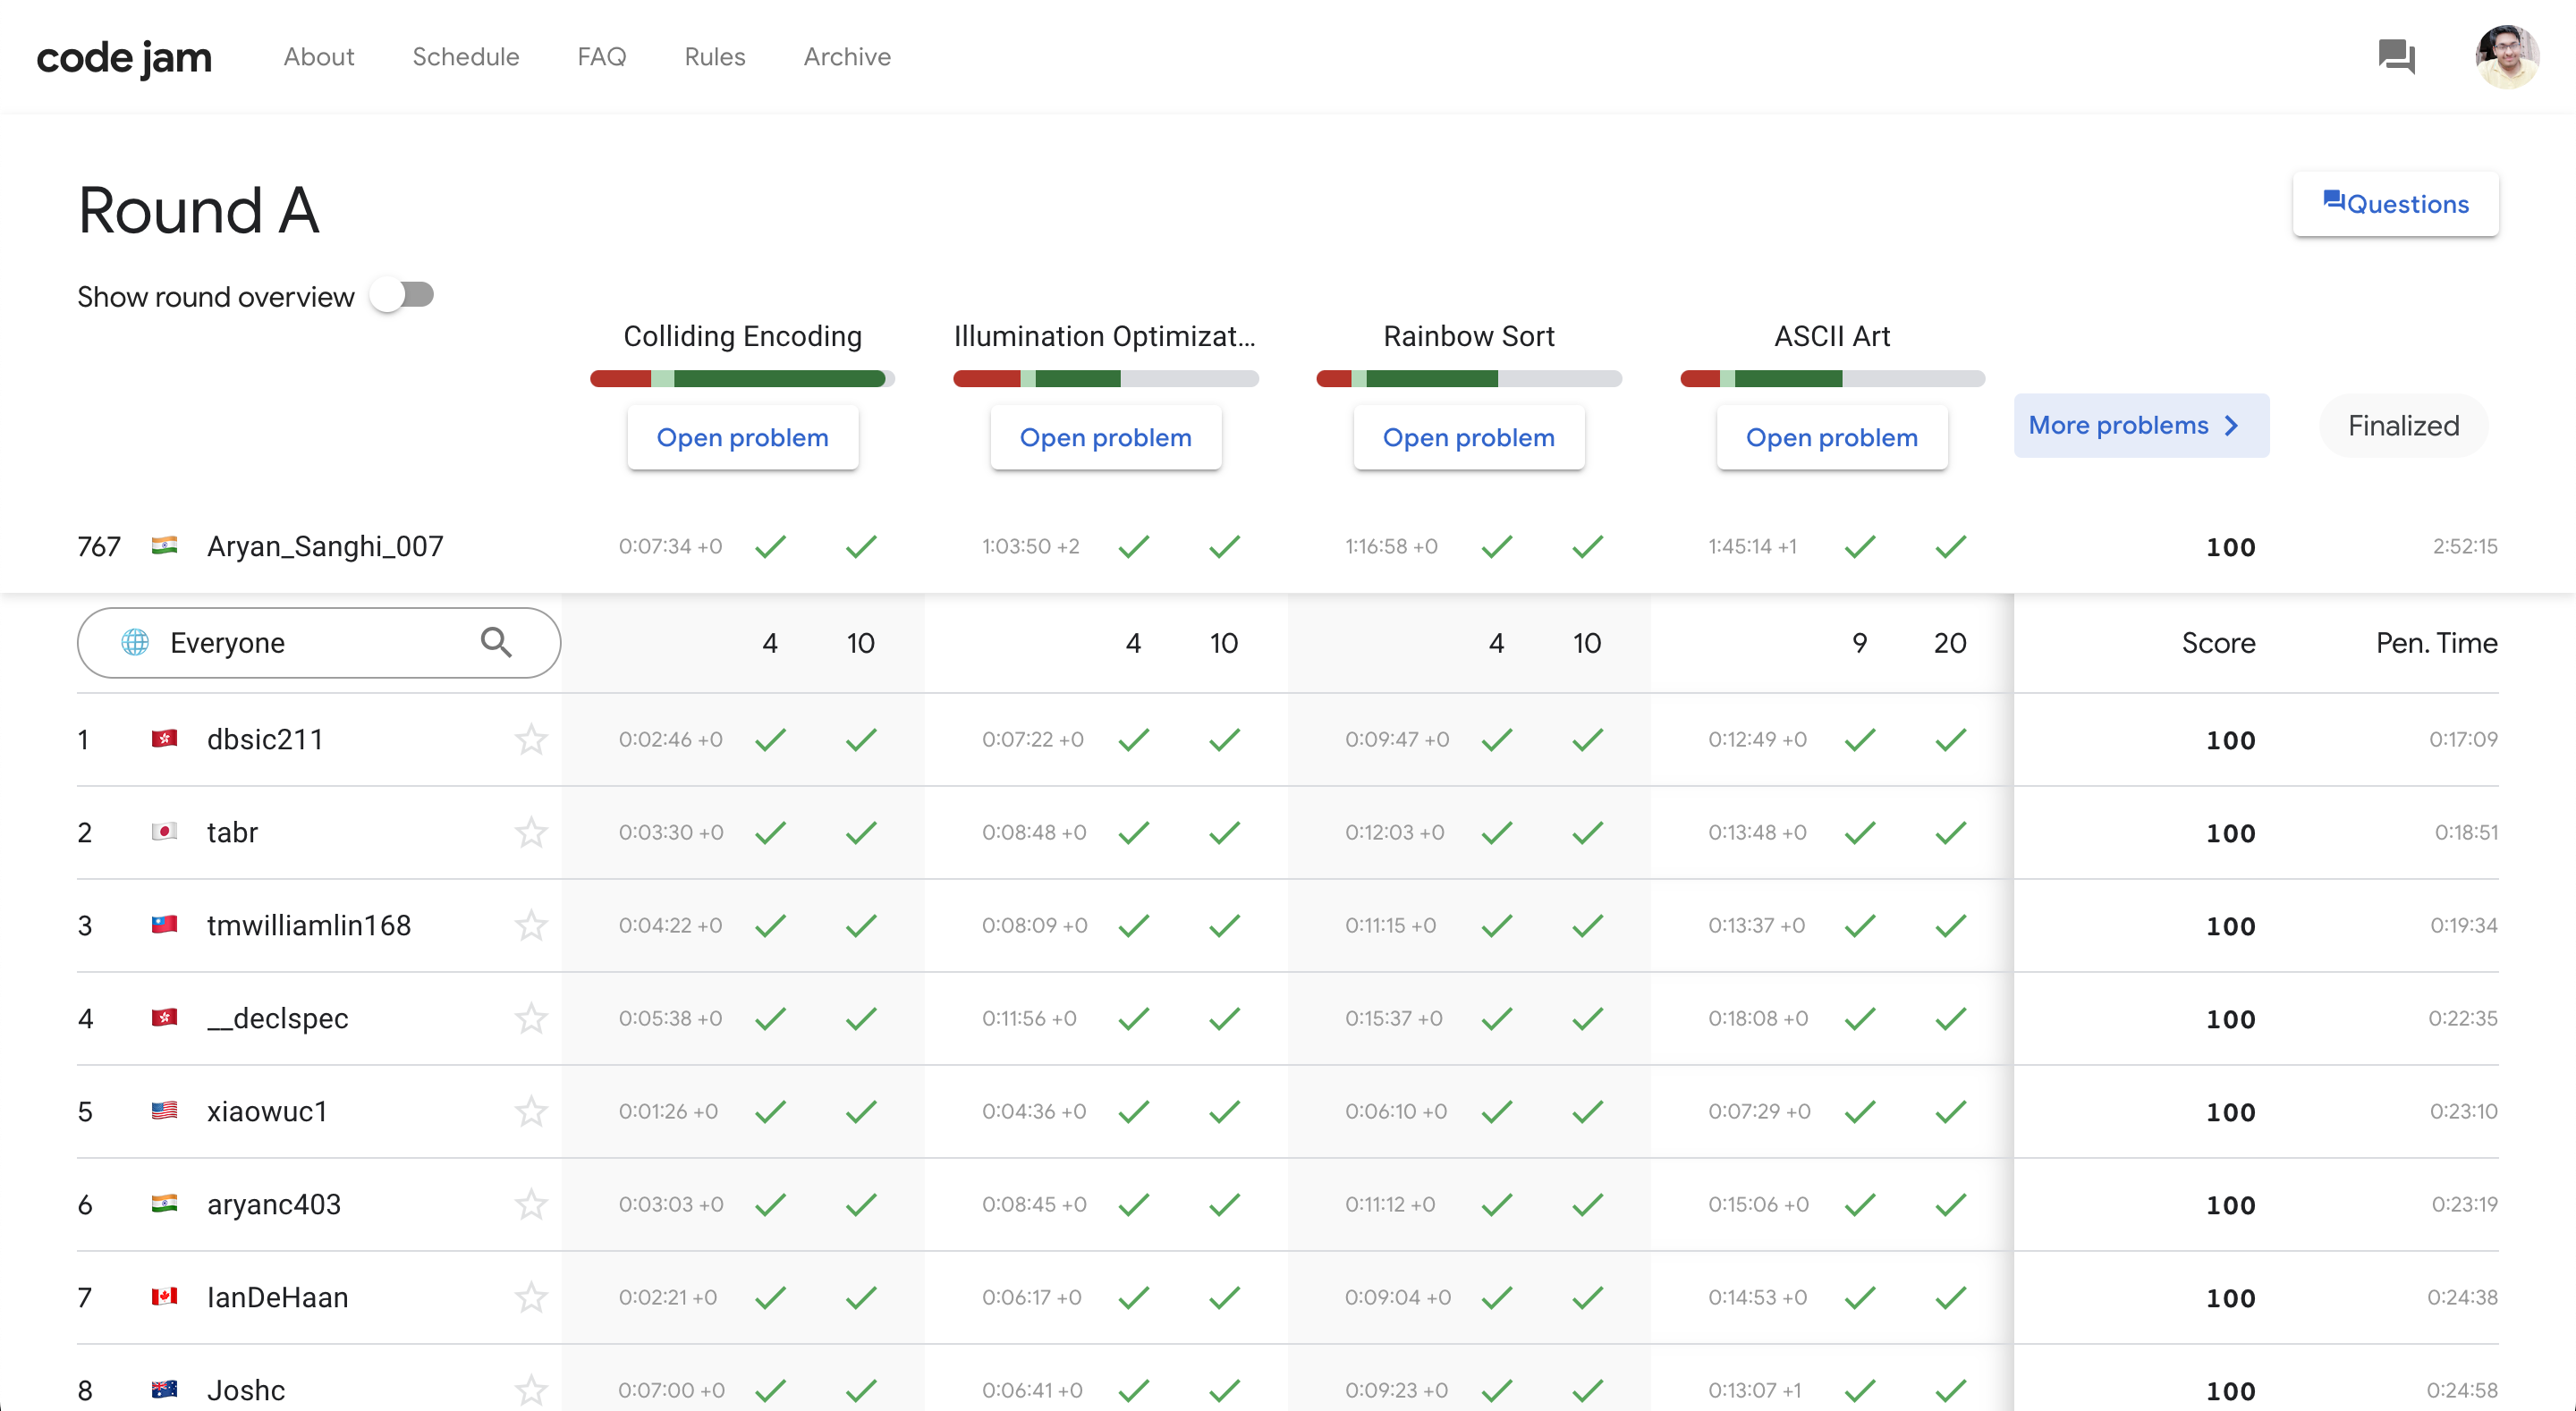 code jam About Schedule FAQ Rules Archive
Round A
Questions
Show round overview
Colliding Encoding Illumination Optimizat... Rainbow Sort ASCII Art
Open problem Open problem Open problem Open problem More problems Finalized
767 Aryan_Sanghi_007 0:07:34 +0 1:03:50 +2 1:16:58 +0 1:45:14 +1 100 2:52:15
Everyone 4 10 4 10 4 10 9 20 Score Pen. Time
1 dbsic211 0:02:46 +0 0:07:22 +0 0:09:47 +0 0:12:49 +0 100 0:17:09
2 tabr 0:03:30 +0 0:08:48 +0 0:12:03 +0 0:13:48 +0 100 0:18:51
3 tmwilliamlin168 0:04:22 +0 0:08:09 +0 0:11:15 +0 0:13:37 +0 100 0:19:34
4 __declspec 0:05:38 +0 0:11:56 +0 0:15:37 +0 0:18:08 +0 100 0:22:35
5 xiaowuc1 0:01:26 +0 0:04:36 +0 0:06:10 +0 0:07:29 +0 100 0:23:10
6 aryanc403 0:03:03 +0 0:08:45 +0 0:11:12 +0 0:15:06 +0 100 0:23:19
7 IanDeHaan 0:02:21 +0 0:06:17 +0 0:09:04 +0 0:14:53 +0 100 0:24:38
8 Joshc 0:07:00 +0 0:06:41 +0 0:09:23 +0 0:13:07 +1 100 0:24:58